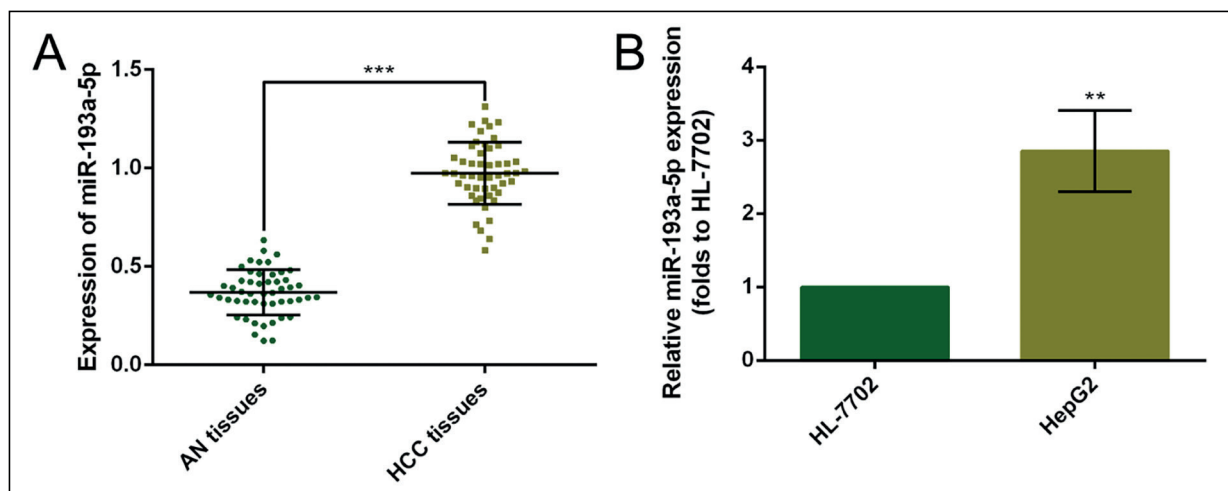 A
Expression of miR-193a-5p
1.5
1.0
0.5
0.0
***
AN tissues
HCC tissues
B
Relative miR-193a-5p expression
(folds to HL-7702)
4
3
2
1
0
**
HL-7702
HepG2